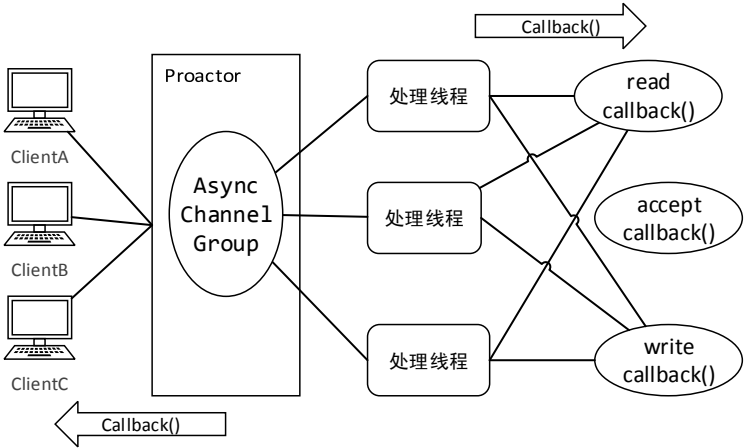 Callback()
Proactor
处理线程
read
callback()
ClientA
Async
Channel
Group
处理线程
accept
callback()
ClientB
处理线程
write
callback()
ClientC
Callback()